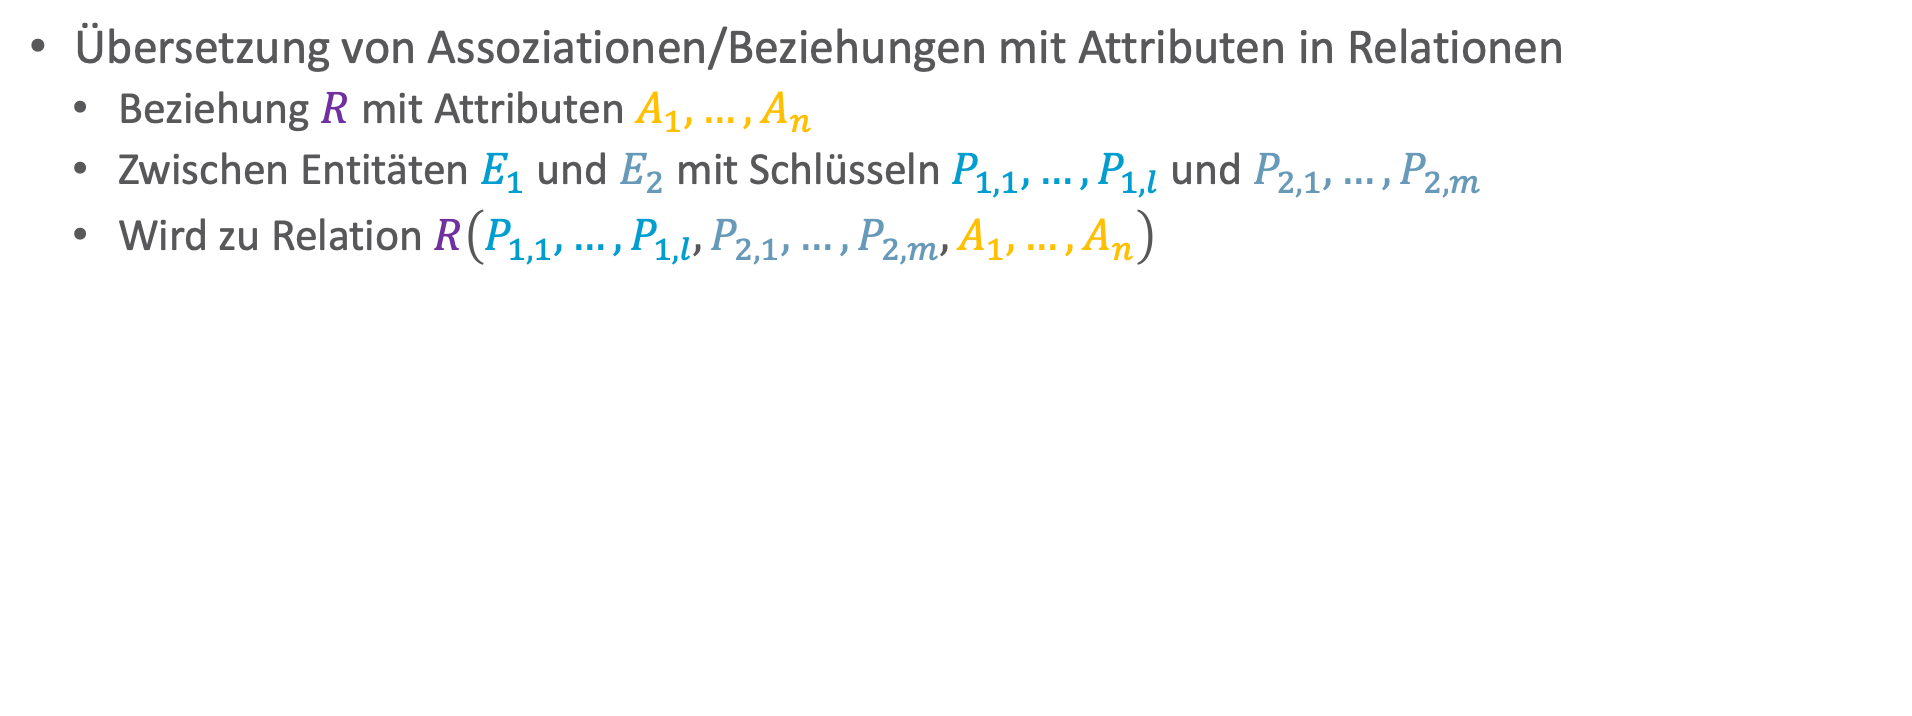 • Übersetzung von Assoziationen/Beziehungen mit Attributen in Relationen
• Beziehung R mit Attributen A₁, … , Aₙ
• Zwischen Entitäten E₁ und E₂ mit Schlüsseln P₁,₁, … , P₁,ₗ und P₂,₁, … , P₂,ₘ
• Wird zu Relation R(P₁,₁, … , P₁,ₗ, P₂,₁, … , P₂,ₘ, A₁, … , Aₙ)